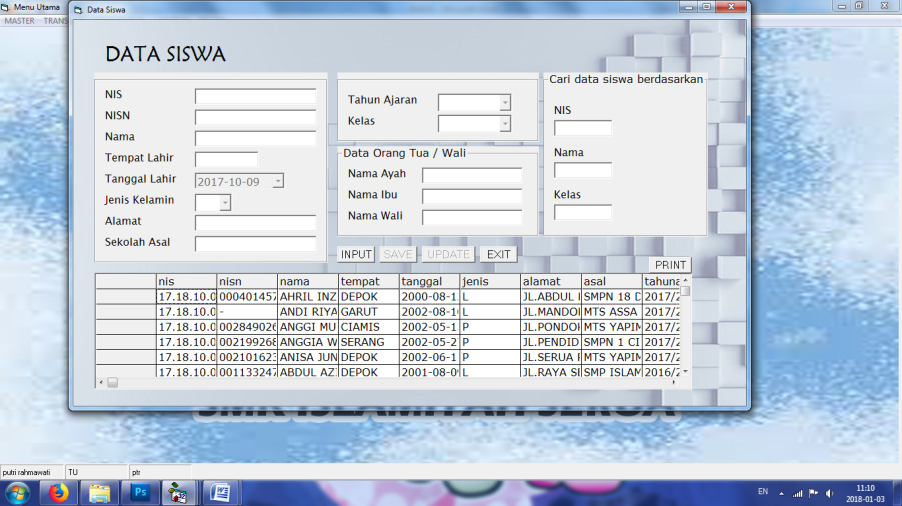 Menu Utama
MASTER TRANS
Data Siswa
DATA SISWA
NIS
NISN
Nama
Tempat Lahir
Tanggal Lahir 2017-10-09
Jenis Kelamin
Alamat
Sekolah Asal
Tahun Ajaran
Kelas
Data Orang Tua / Wali
Nama Ayah
Nama Ibu
Nama Wali
Cari data siswa berdasarkan
NIS
Nama
Kelas
INPUT SAVE UPDATE EXIT
PRINT
nis nisn nama tempat tanggal jenis alamat asal tahuna
17.18.10.0 000401457 AHRIL INZ DEPOK 2000-08-1 L JL.ABDUL SMPN 18 D 2017/2
17.18.10.0 - ANDI RIYA GARUT 2002-08-1 L JL.MANDO MTS ASSA 2017/2
17.18.10.0 002849026 ANGGI MU CIAMIS 2002-05-1 P JL.PONDO MTS YAPIM 2017/2
17.18.10.0 002199268 ANGGIA W SERANG 2002-05-2 P JL.PENDID SMPN 1 CI 2017/2
17.18.10.0 002101623 ANISA JUN DEPOK 2002-06-1 P JL.SERUA MTS YAPIM 2017/2
17.18.10.0 001133247 ABDUL AZ DEPOK 2001-08-0 L JL.RAYA SE SMP ISLAM 2016/2
SMK ISLAMIYAH SERUA
putri rahmawati TU ptr
Ps
EN 11:10
2018-01-03